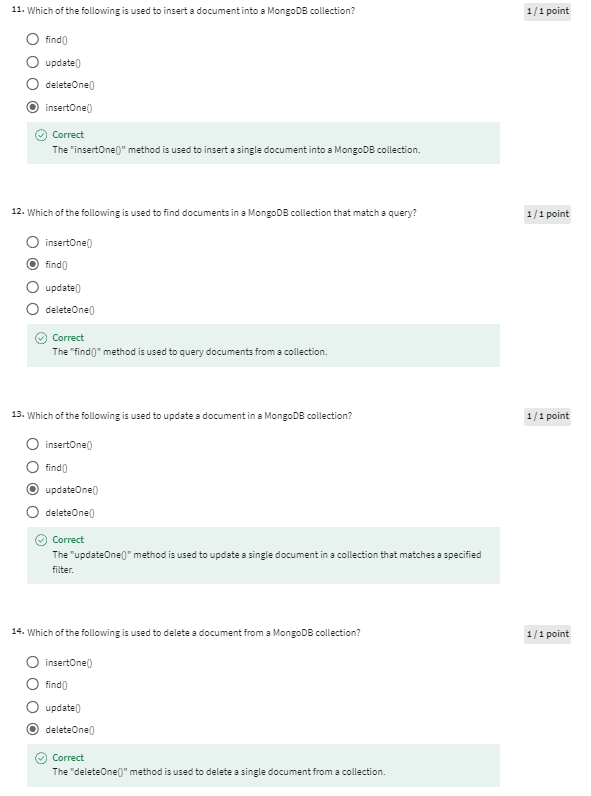 11. Which of the following is used to insert a document into a MongoDB collection?
1 / 1 point
find()
update()
deleteOne()
insertOne()
Correct
The "insertOne()" method is used to insert a single document into a MongoDB collection.
12. Which of the following is used to find documents in a MongoDB collection that match a query?
1 / 1 point
insertOne()
find()
update()
deleteOne()
Correct
The "find()" method is used to query documents from a collection.
13. Which of the following is used to update a document in a MongoDB collection?
1 / 1 point
insertOne()
find()
updateOne()
deleteOne()
Correct
The "updateOne()" method is used to update a single document in a collection that matches a specified
filter.
14. Which of the following is used to delete a document from a MongoDB collection?
1 / 1 point
insertOne()
find()
update()
deleteOne()
Correct
The "deleteOne()" method is used to delete a single document from a collection.